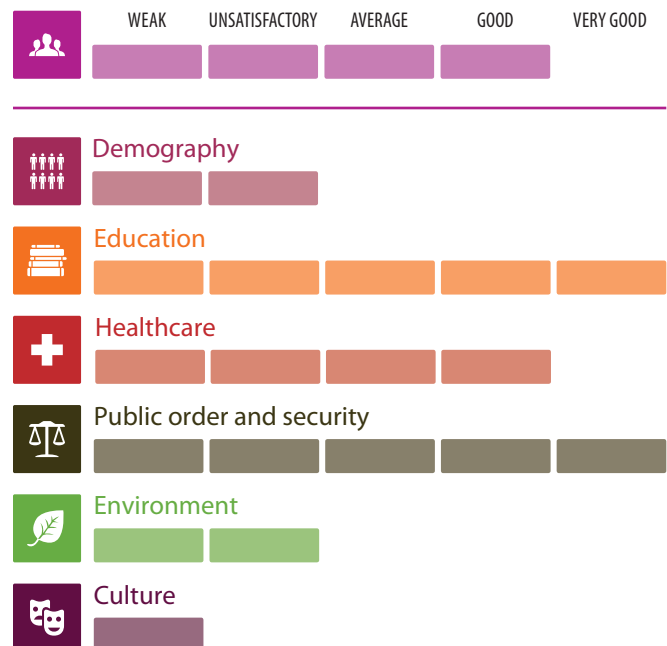 WEAK UNSATISFACTORY AVERAGE GOOD VERY GOOD
Demography
Education
Healthcare
Public order and security
Environment
Culture